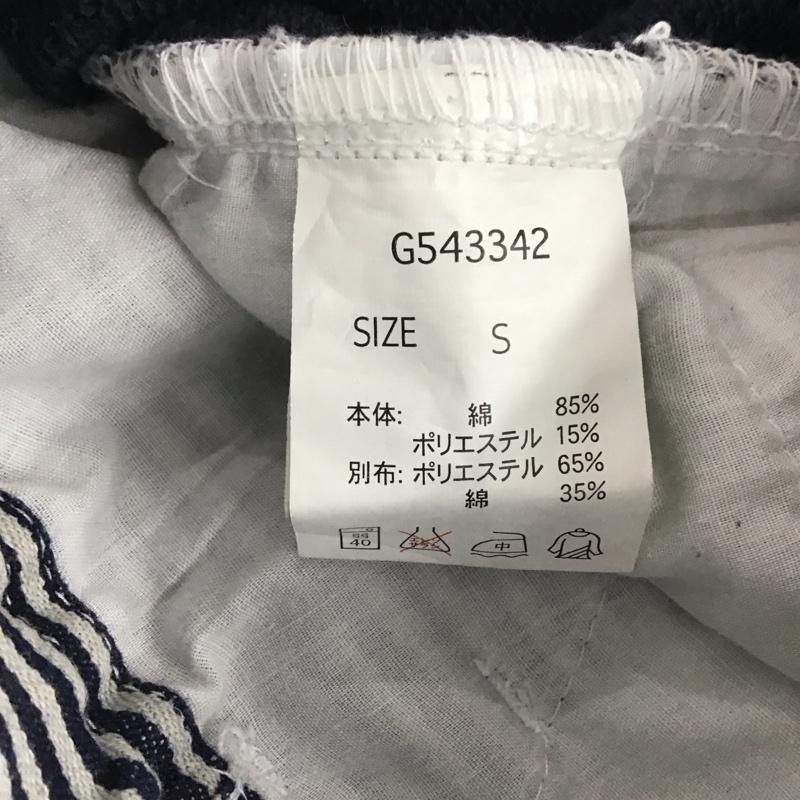 G543342
SIZE S
本体: 綿 85%
ポリエステル 15%
別布: ポリエステル 65%
綿 35%
40 中